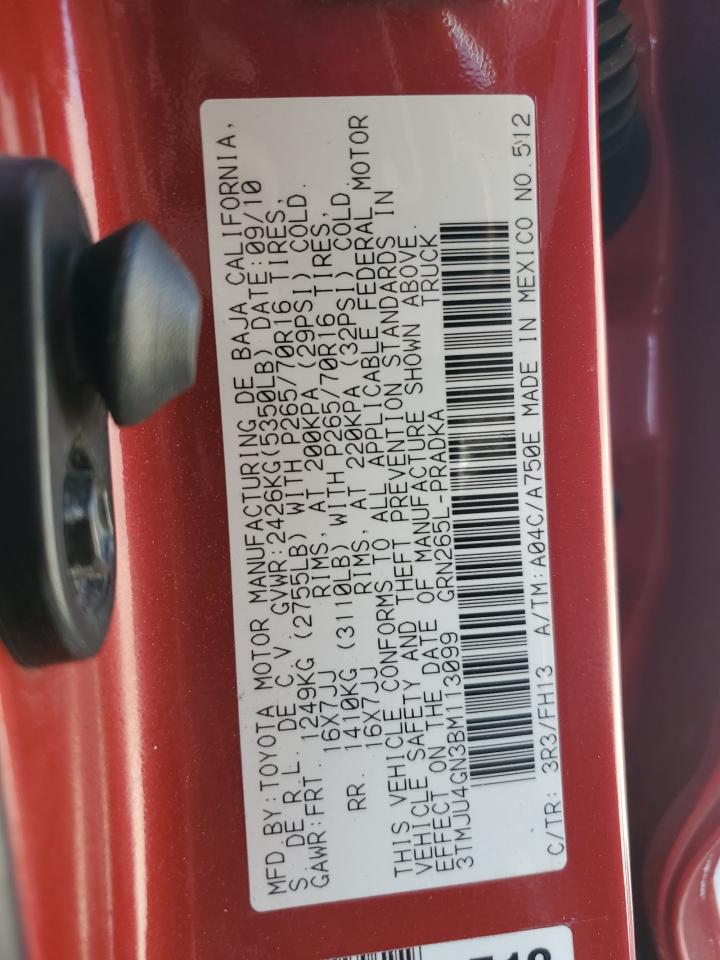 MFD.BY:TOYOTA MOTOR MANUFACTURING DE BAJA CALIFORNIA,
S. DE R.L. DE C.V. GVWR:2426KG(5350LB) DATE:09/10
GAWR:FRT. 1249KG (2755LB) WITH P265/70R16 TIRES,
16X7JJ RIMS, AT 200KPA (29PSI) COLD.
RR. 1410KG (3110LB) WITH P265/70R16 TIRES,
16X7JJ RIMS, AT 220KPA (32PSI) COLD.
THIS VEHICLE CONFORMS TO ALL APPLICABLE FEDERAL MOTOR
VEHICLE SAFETY AND THEFT PREVENTION STANDARDS IN
EFFECT ON THE DATE OF MANUFACTURE SHOWN ABOVE.
3TMJU4GN3BM113099 GRN265L-PRADKA TRUCK
C/TR: 3R3/FH13 A/TM:A04C/A750E MADE IN MEXICO NO.512